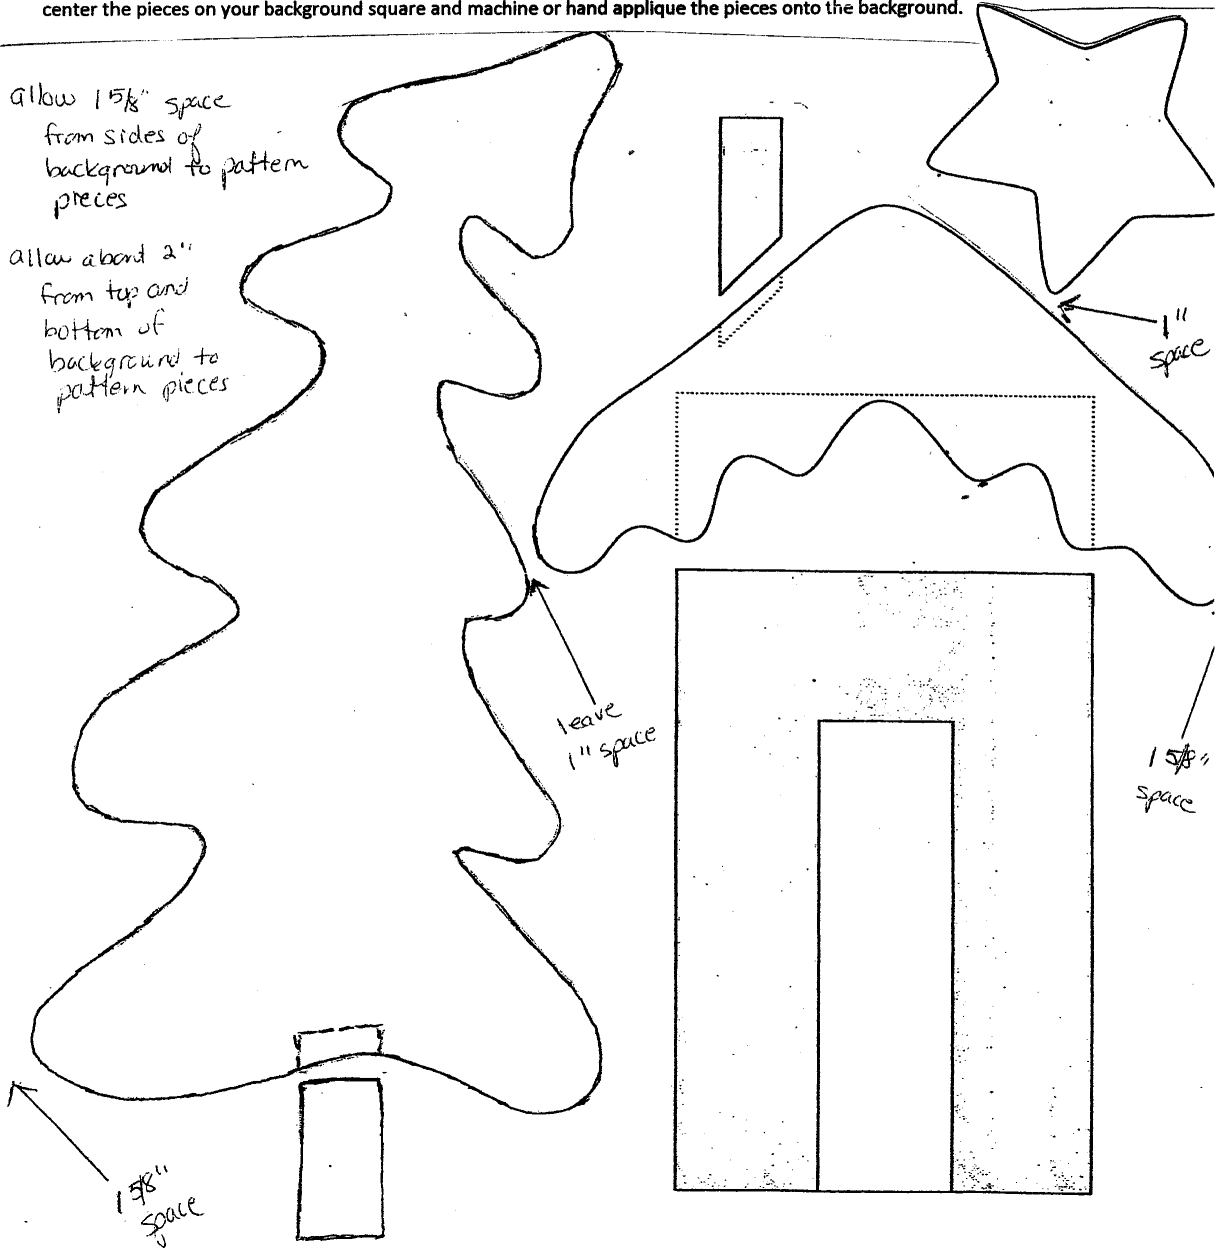 center the pieces on your background square and machine or hand applique the pieces onto the background.
allow 1 5/8" space
from sides of
background to pattern
pieces
allow about 2"
from top and
bottom of
background to
pattern pieces
1"
space
leave
1" space
1 5/8"
space
1 5/8"
space